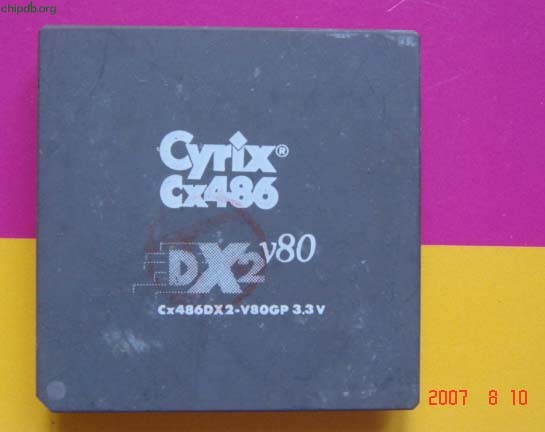 chipdb.org
Cyrix®
Cx486
DX2 v80
Cx486DX2-V80GP 3.3V
2007 8 10